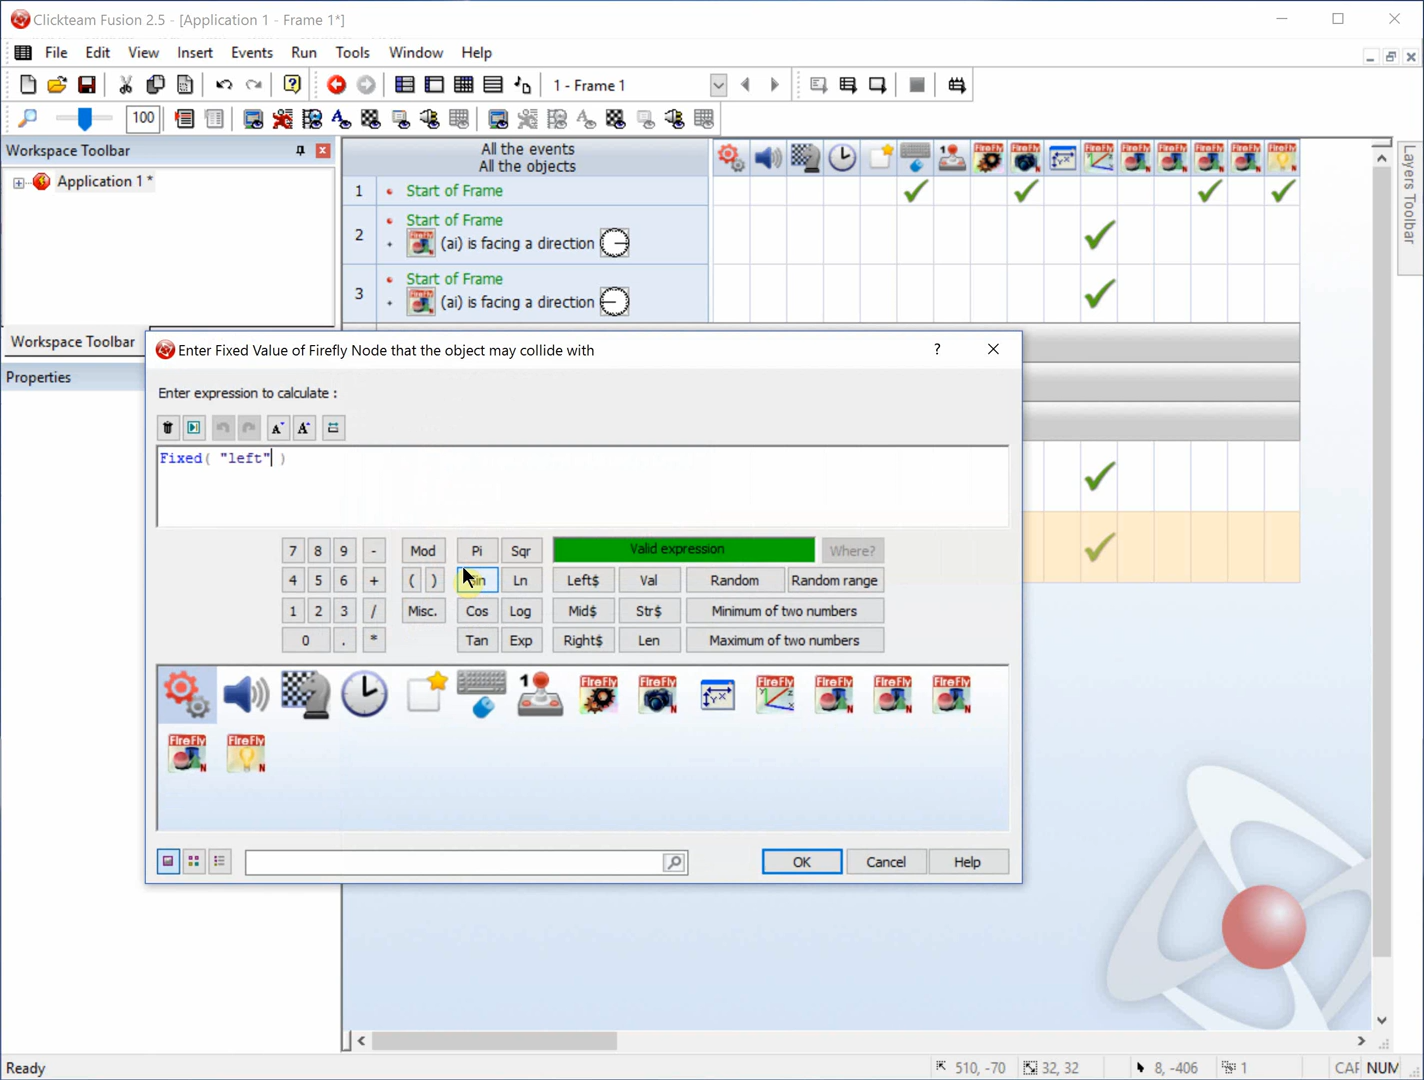 Clickteam Fusion 2.5 - [Application 1 - Frame 1*]
File Edit View Insert Events Run Tools Window Help
1 - Frame 1
100
Workspace Toolbar
Application 1 *
Workspace Toolbar
Properties
All the events
All the objects
1 Start of Frame
2 Start of Frame
+ (ai) is facing a direction
3 Start of Frame
+ (ai) is facing a direction
Layers Toolbar
Enter Fixed Value of Firefly Node that the object may collide with
?
Enter expression to calculate :
Fixed( "left" )
7 8 9 - Mod Pi Sqr Valid expression Where?
4 5 6 + ( ) Sin Ln Left$ Val Random Random range
1 2 3 / Misc. Cos Log Mid$ Str$ Minimum of two numbers
0 . * Tan Exp Right$ Len Maximum of two numbers
OK Cancel Help
Ready 510, -70 32, 32 8, -406 1 CAP NUM